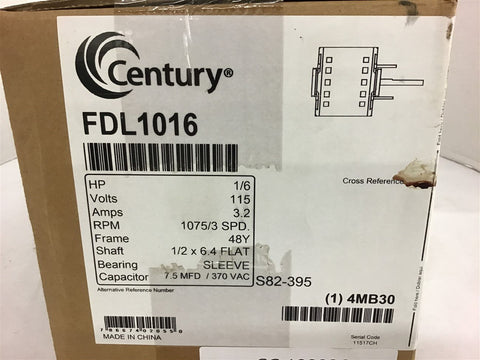 Century®
FDL1016
HP 1/6
Volts 115
Amps 3.2
RPM 1075/3 SPD.
Frame 48Y
Shaft 1/2 x 6.4 FLAT
Bearing SLEEVE
Capacitor 7.5 MFD / 370 VAC
Cross Reference
S82-395
Alternative Reference Number
(1) 4MB30
MADE IN CHINA
Serial Code
11517CH